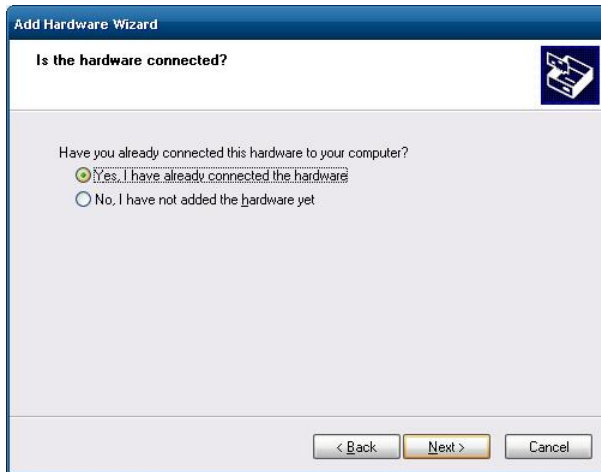 Add Hardware Wizard
Is the hardware connected?
Have you already connected this hardware to your computer?
Yes, I have already connected the hardware
No, I have not added the hardware yet
< Back Next > Cancel